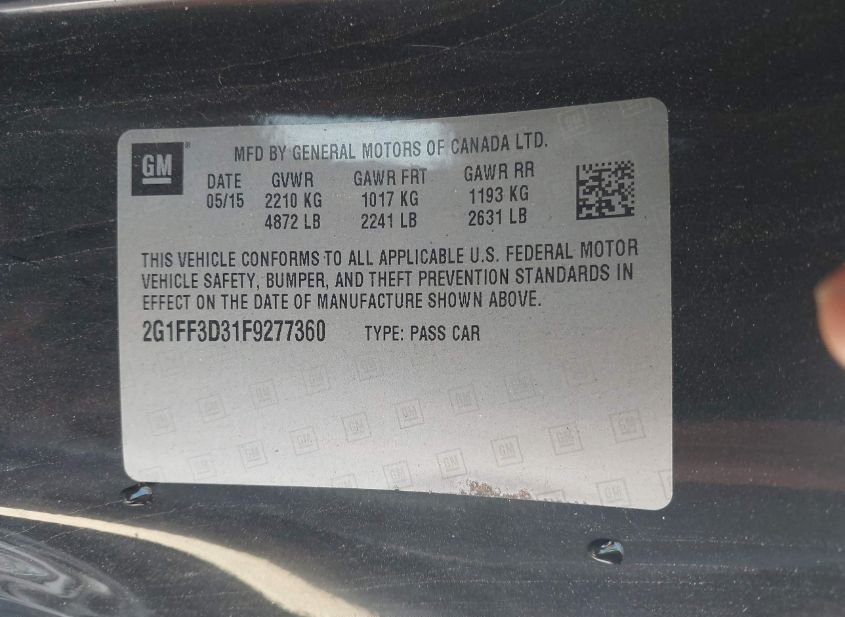 GM
MFD BY GENERAL MOTORS OF CANADA LTD.
DATE GVWR GAWR FRT GAWR RR
05/15 2210 KG 1017 KG 1193 KG
4872 LB 2241 LB 2631 LB
THIS VEHICLE CONFORMS TO ALL APPLICABLE U.S. FEDERAL MOTOR
VEHICLE SAFETY, BUMPER, AND THEFT PREVENTION STANDARDS IN
EFFECT ON THE DATE OF MANUFACTURE SHOWN ABOVE.
2G1FF3D31F9277360 TYPE: PASS CAR